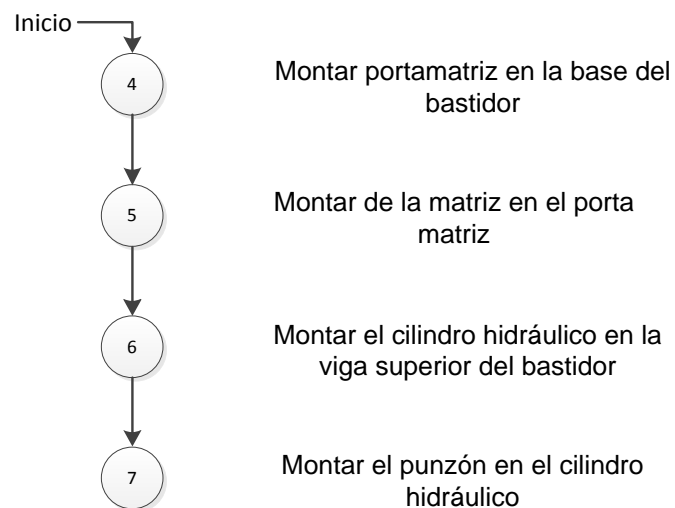 Inicio
4
Montar portamatriz en la base del
bastidor
5
Montar de la matriz en el porta
matriz
6
Montar el cilindro hidráulico en la
viga superior del bastidor
7
Montar el punzón en el cilindro
hidráulico